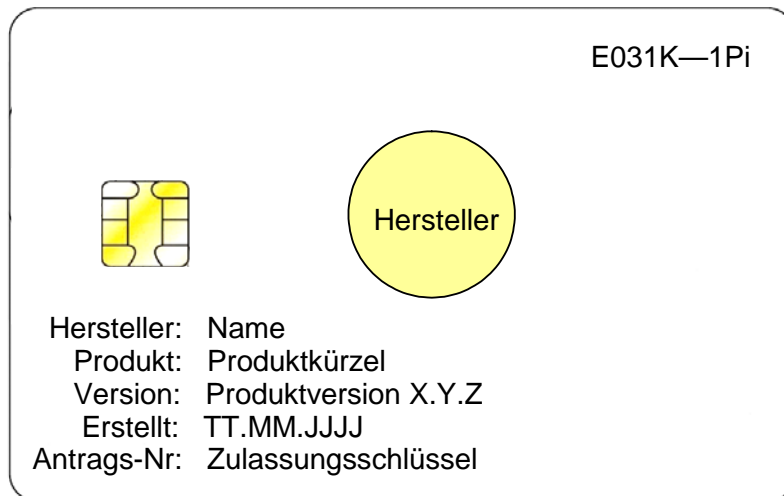 E031K—1Pi
Hersteller
Hersteller: Name
Produkt: Produktkürzel
Version: Produktversion X.Y.Z
Erstellt: TT.MM.JJJJ
Antrags-Nr: Zulassungsschlüssel